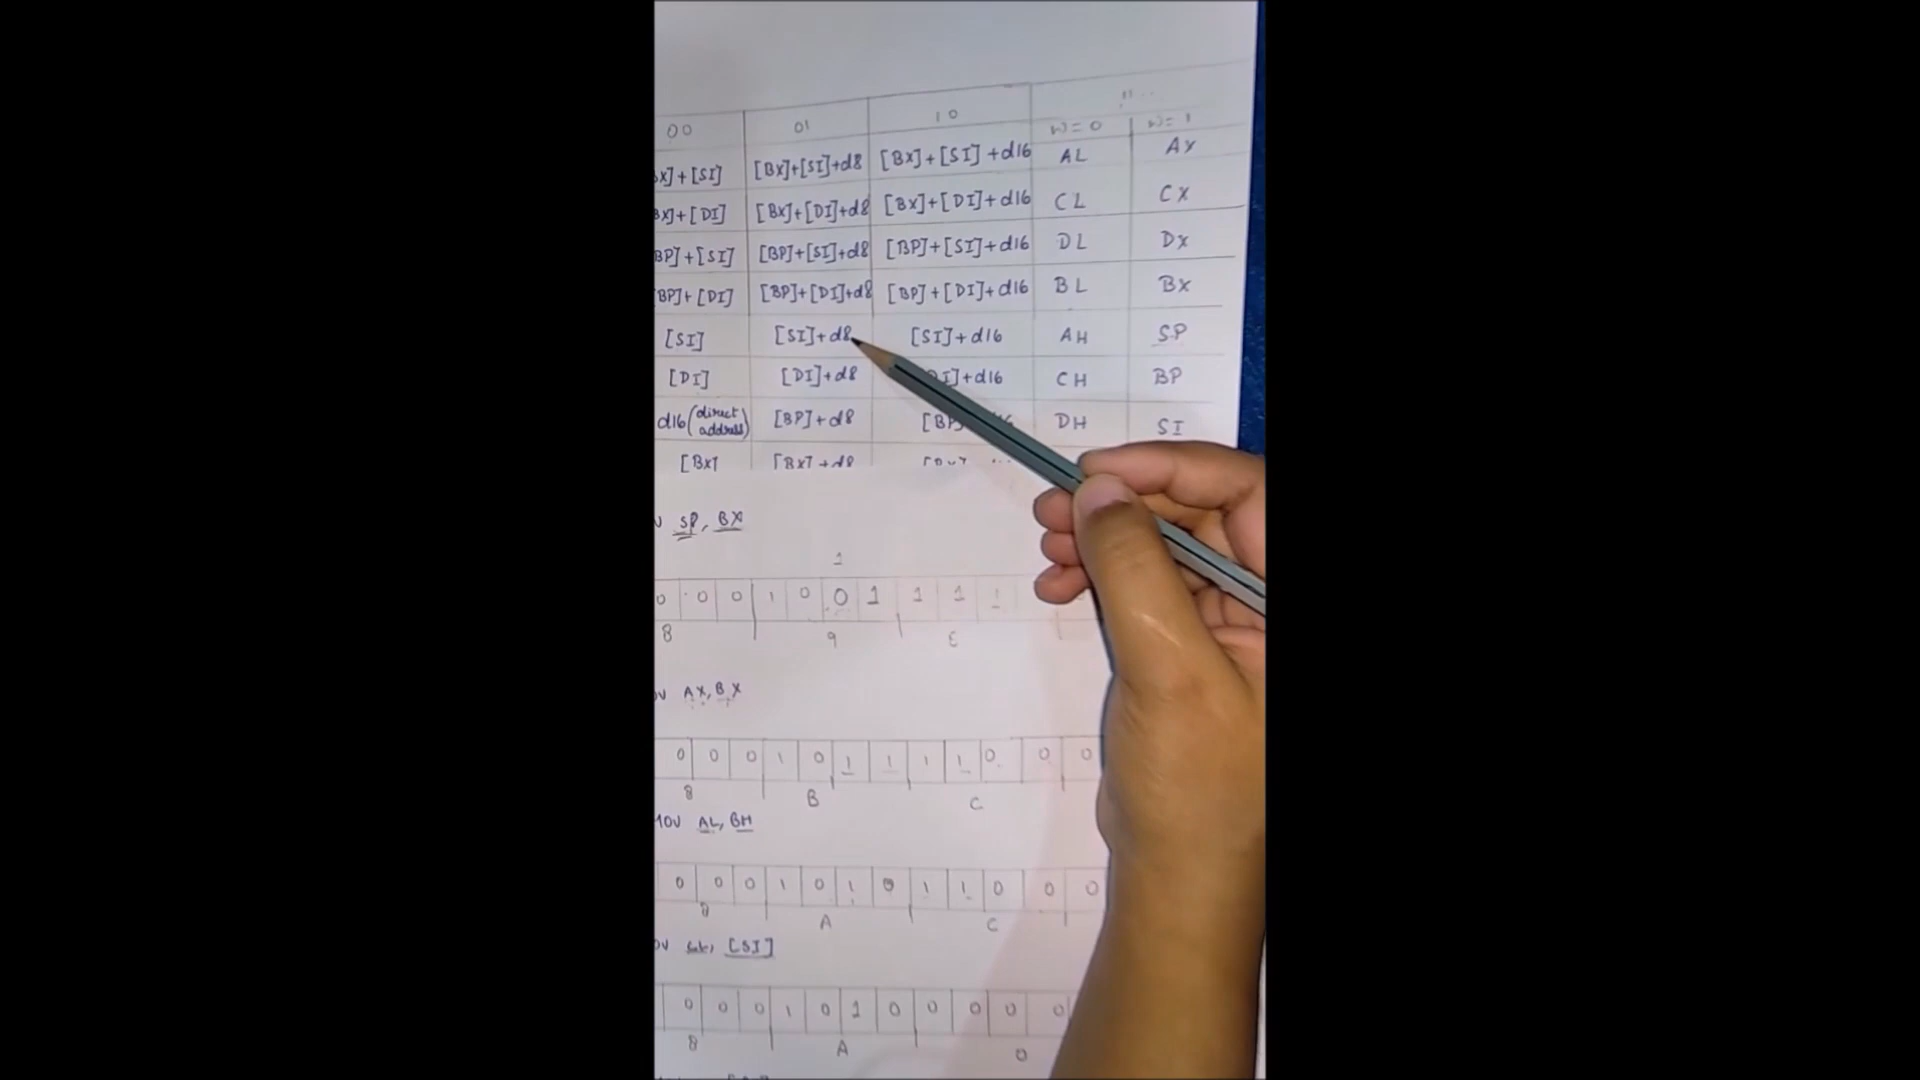 00 01 10 11
w=0 w=1
BX]+[SI] [BX]+[SI]+d8 [BX]+[SI]+d16 AL AX
BX]+[DI] [BX]+[DI]+d8 [BX]+[DI]+d16 CL CX
BP]+[SI] [BP]+[SI]+d8 [BP]+[SI]+d16 DL DX
[BP]+[DI] [BP]+[DI]+d8 [BP]+[DI]+d16 BL BX
[SI] [SI]+d8 [SI]+d16 AH SP
[DI] [DI]+d8 I]+d16 CH BP
d16(direct address) [BP]+d8 [BP] DH SI
[BX] [BX]+d8
SP, BX
1
0 0 0 1 0 0 1 1 1 1
8 9 E
AX, BX
0 0 0 1 0 1 1 1 1 0 0 0
8 B C
MOV AL, BH
0 0 0 1 0 1 0 1 1 0 0 0
8 A C
[SI]
0 0 0 1 0 1 0 0 0 0 0
8 A 0